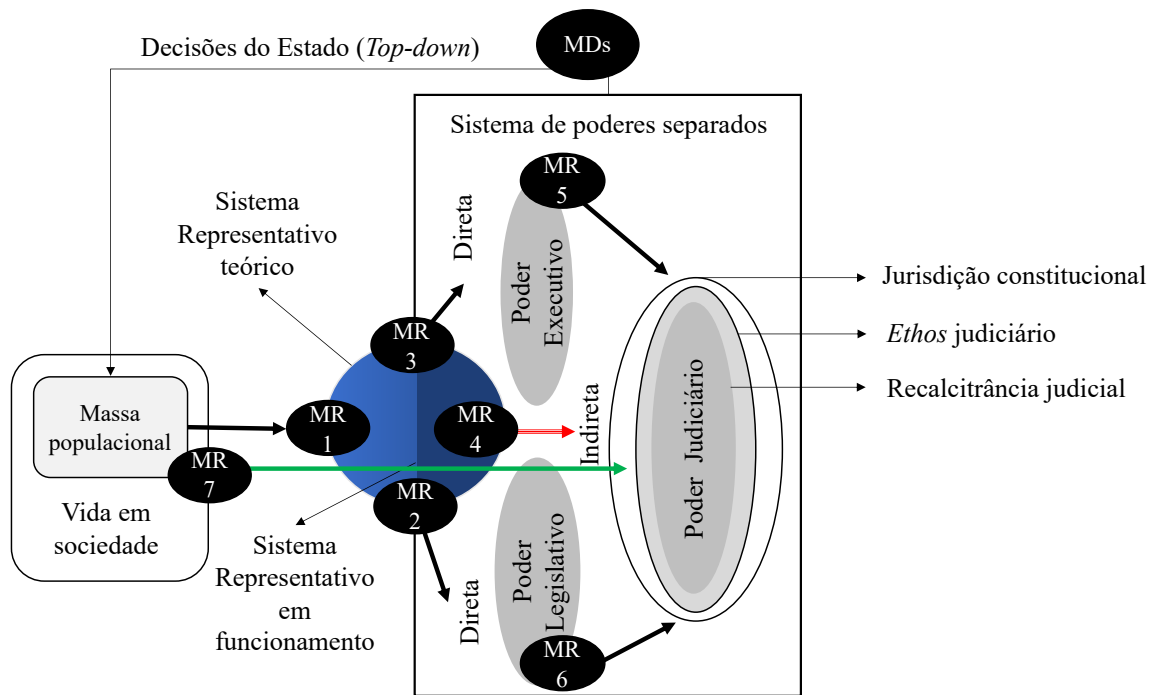 Decisões do Estado (Top-down)
MDs
Sistema de poderes separados
MR
5
Sistema
Representativo
teórico
Direta
Poder
Executivo
Jurisdição constitucional
Ethos judiciário
Recalcitrância judicial
MR
3
Massa
populacional
MR
1
MR
4
Indireta
Poder Judiciário
MR
7
Vida em
sociedade
MR
2
Sistema
Representativo
em
funcionamento
Direta
Poder
Legislativo
MR
6